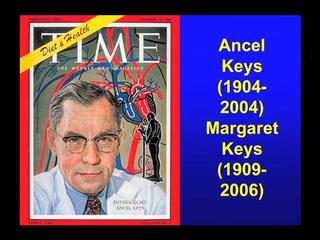 Diet & Health
TIME
THE WEEKLY NEWSMAGAZINE
PHYSIOLOGIST
ANCEL KEYS
Ancel
Keys
(1904-
2004)
Margaret
Keys
(1909-
2006)